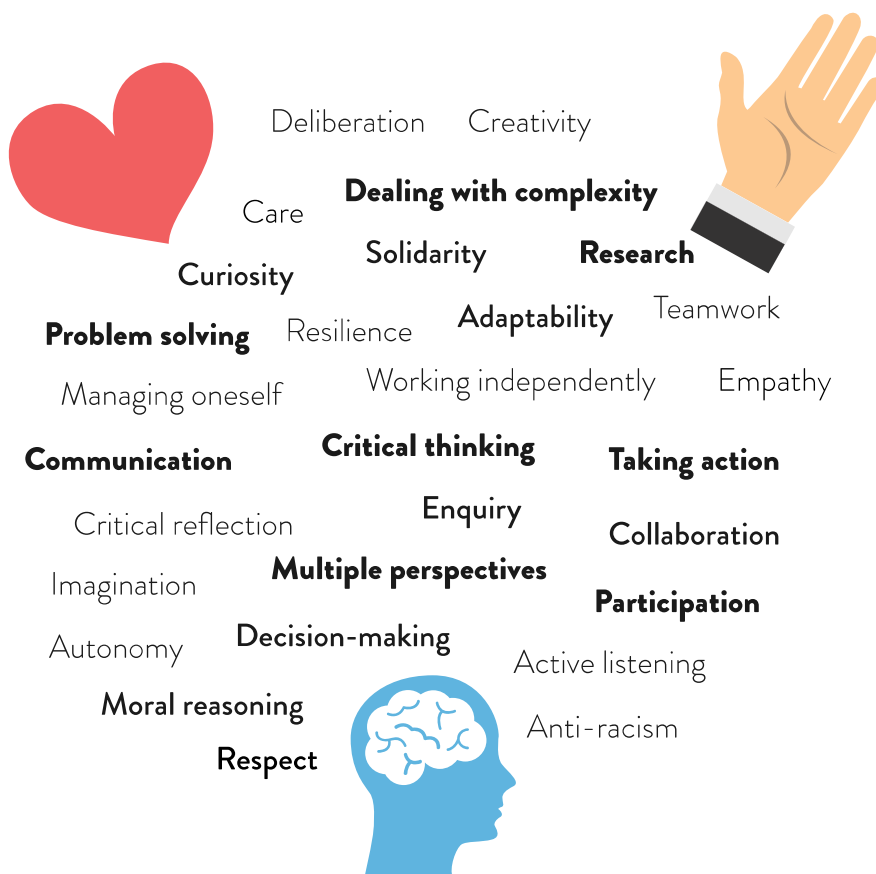 Deliberation
Creativity
Dealing with complexity
Care
Solidarity
Research
Curiosity
Adaptability
Teamwork
Problem solving
Resilience
Managing oneself
Working independently
Empathy
Communication
Critical thinking
Taking action
Critical reflection
Enquiry
Collaboration
Imagination
Multiple perspectives
Participation
Autonomy
Decision-making
Active listening
Moral reasoning
Anti-racism
Respect